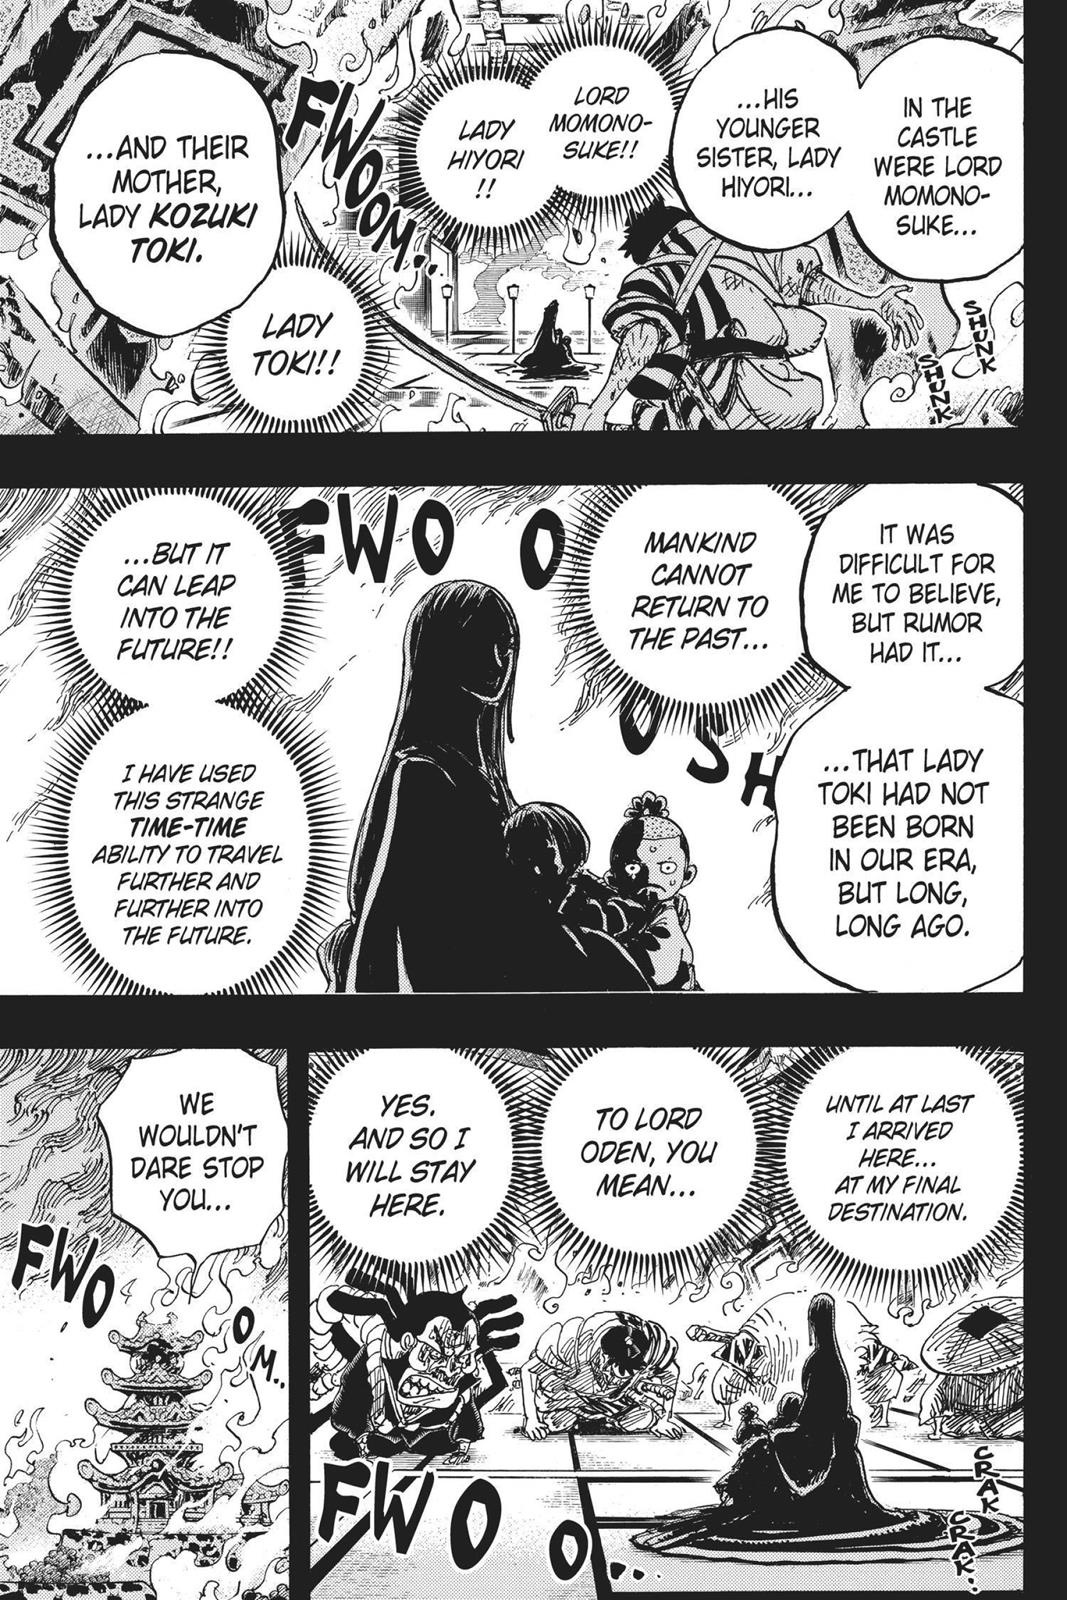 IN THE
CASTLE
WERE LORD
MOMONO-
SUKE...
...HIS
YOUNGER
SISTER, LADY
HIYORI...
LORD
MOMONO-
SUKE!!
LADY
HIYORI
!!
FWOOOM..
...AND THEIR
MOTHER,
LADY KOZUKI
TOKI.
LADY
TOKI!!
SHUNK
SHUNK
IT WAS
DIFFICULT FOR
ME TO BELIEVE,
BUT RUMOR
HAD IT...
...THAT LADY
TOKI HAD NOT
BEEN BORN
IN OUR ERA,
BUT LONG,
LONG AGO.
MANKIND
CANNOT
RETURN TO
THE PAST...
FWOOOOSH
...BUT IT
CAN LEAP
INTO THE
FUTURE!!
I HAVE USED
THIS STRANGE
TIME-TIME
ABILITY TO TRAVEL
FURTHER AND
FURTHER INTO
THE FUTURE.
UNTIL AT LAST
I ARRIVED
HERE...
AT MY FINAL
DESTINATION.
TO LORD
ODEN, YOU
MEAN...
YES.
AND SO I
WILL STAY
HERE.
CRAK
CRAK..
FWOO...
WE
WOULDN'T
DARE STOP
YOU...
FWOOM..